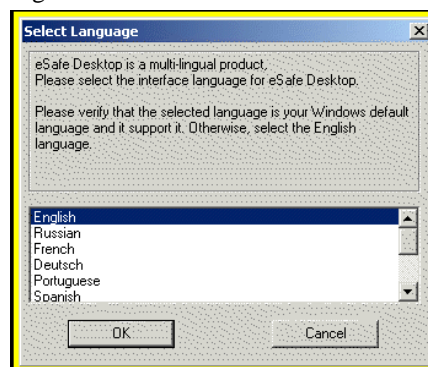 Select Language
eSafe Desktop is a multi-lingual product,
Please select the interface language for eSafe Desktop.
Please verify that the selected language is your Windows default
language and it support it. Otherwise, select the English
language.
English
Russian
French
Deutsch
Portuguese
Spanish
OK Cancel